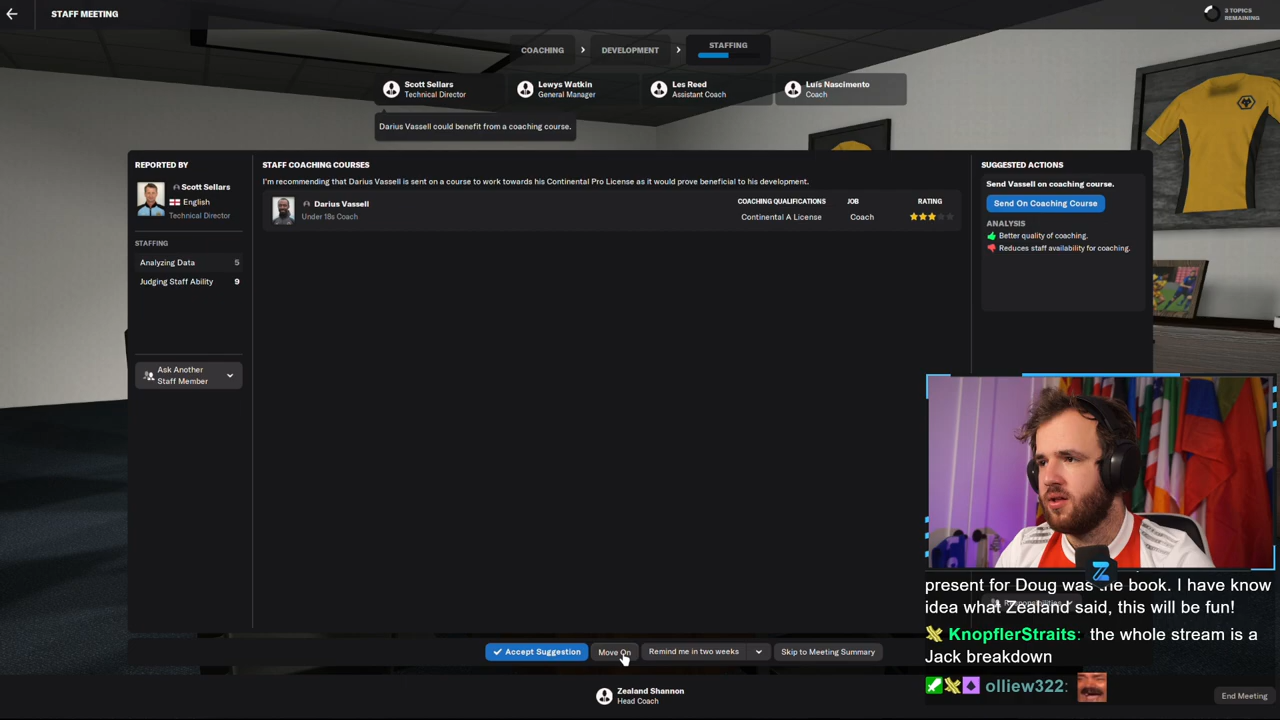 STAFF MEETING
3 TOPICS
REMAINING
COACHING
DEVELOPMENT
STAFFING
Scott Sellars
Technical Director
Lewys Watkin
General Manager
Les Reed
Assistant Coach
Luís Nascimento
Coach
Darius Vassell could benefit from a coaching course.
REPORTED BY
Scott Sellars
English
Technical Director
STAFFING
Analyzing Data 5
Judging Staff Ability 9
Ask Another
Staff Member
STAFF COACHING COURSES
I'm recommending that Darius Vassell is sent on a course to work towards his Continental Pro License as it would prove beneficial to his development.
COACHING QUALIFICATIONS JOB RATING
Darius Vassell
Under 18s Coach
Continental A License Coach
SUGGESTED ACTIONS
Send Vassell on coaching course.
Send On Coaching Course
ANALYSIS
Better quality of coaching.
Reduces staff availability for coaching.
present for Doug was the book. I have know
idea what Zealand said, this will be fun!
KnopflerStraits: the whole stream is a
Jack breakdown
olliew322:
Accept Suggestion
Move On
Remind me in two weeks
Skip to Meeting Summary
Zealand Shannon
Head Coach
End Meeting